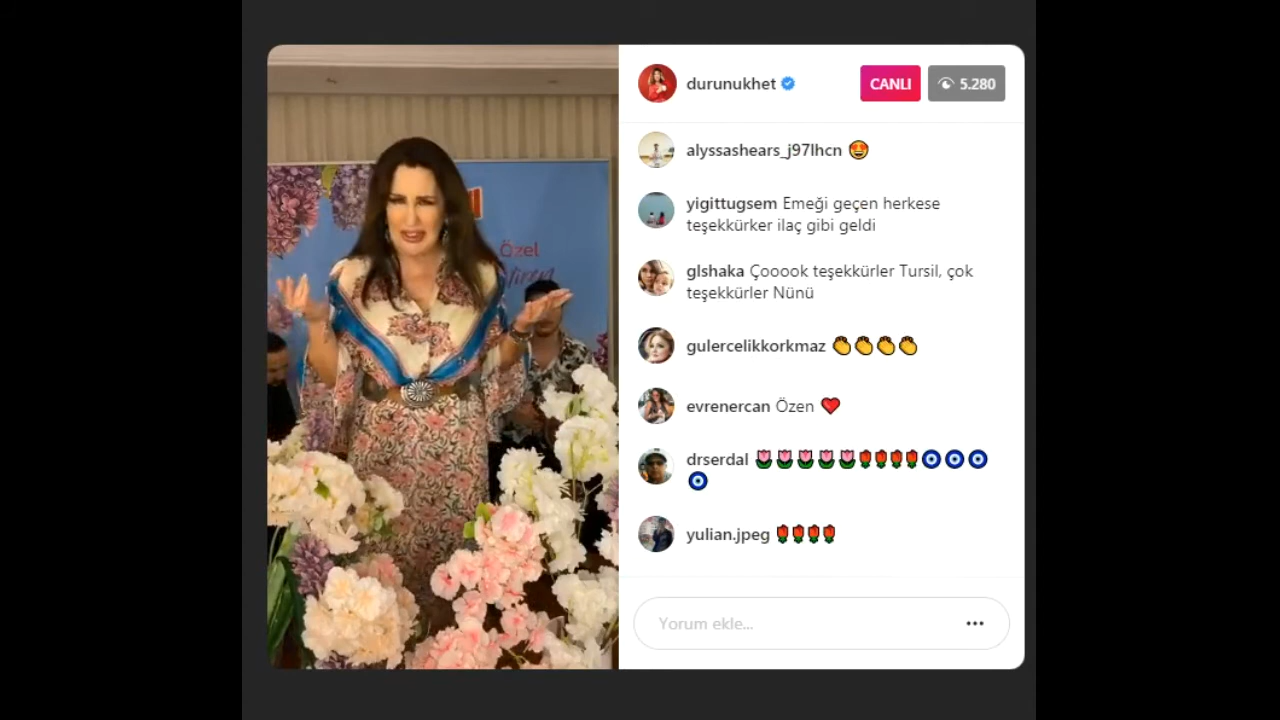 durunukhet
CANLI
5.280
alyssashears_j97lhcn 😍
yigittugsem Emeği geçen herkese
teşekkürker ilaç gibi geldi
glshaka Çooook teşekkürler Tursil, çok
teşekkürler Nünü
gulercelikkorkmaz 👏👏👏👏
evrenercan Özen ❤️
drserdal 🌷🌷🌷🌷🌷🌹🌹🌹🌹🧿🧿🧿
🧿
yulian.jpeg 🌹🌹🌹🌹
Yorum ekle...
Özel